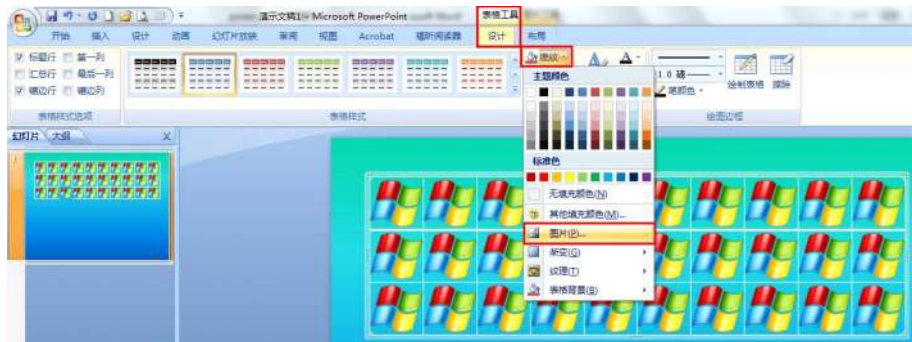 演示文稿1 - Microsoft PowerPoint
表格工具
开始 插入 设计 动画 幻灯片放映 审阅 视图 Acrobat 福昕阅读器 设计 布局
标题行 第一列
汇总行 最后一列
镶边行 镶边列
底纹
1.0 磅
笔颜色
绘制表格 擦除
表格样式选项 表格样式 绘图边框
幻灯片 大纲 X
1
主题颜色
标准色
无填充颜色(N)
其他填充颜色(M)...
图片(P)...
渐变(G)
纹理(T)
表格背景(B)